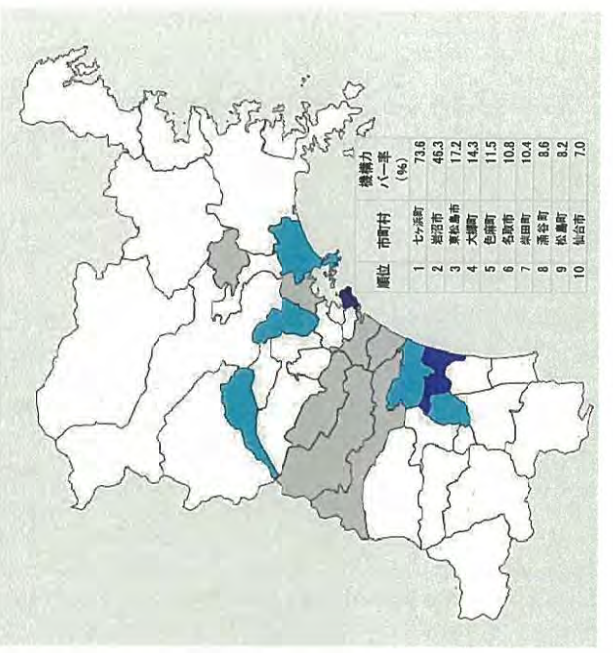 順位 市町村 機構カバー率(%)
1 七ヶ浜町 73.6
2 岩沼市 46.3
3 東松島市 17.2
4 大郷町 14.3
5 色麻町 11.5
6 名取市 10.8
7 柴田町 10.4
8 涌谷町 8.6
9 松島町 8.2
10 仙台市 7.0